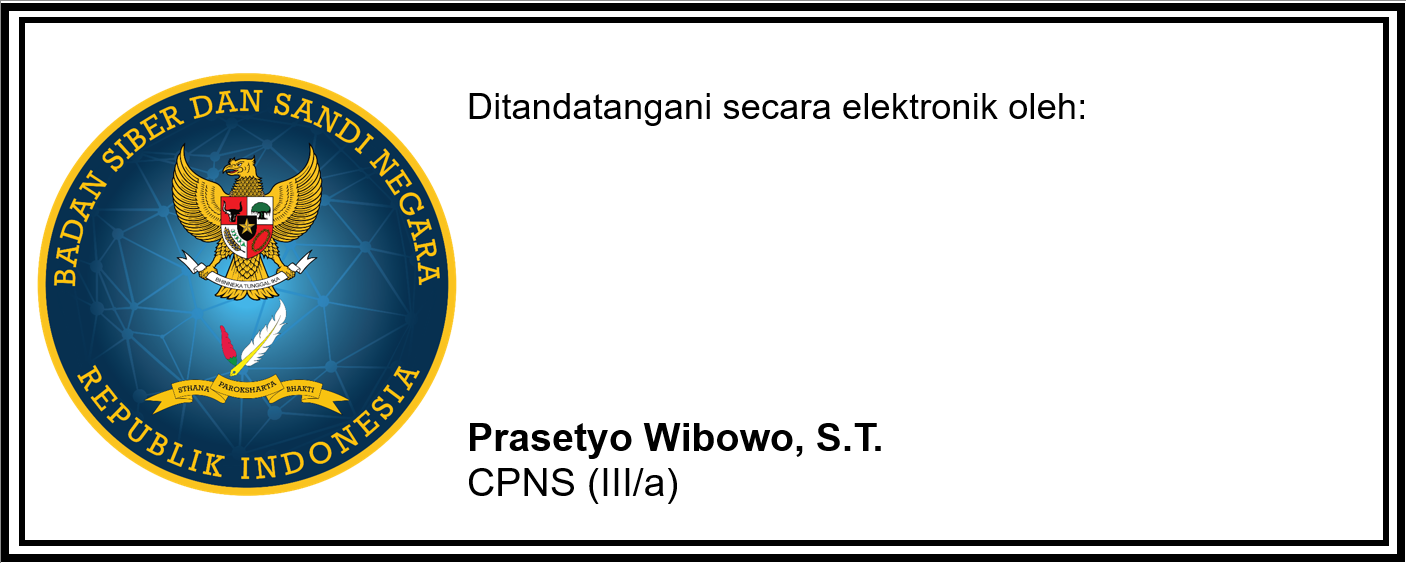 BADAN SIBER DAN SANDI NEGARA
BHINNEKA TUNGGAL IKA
STHANA PAROKSHARTA BHAKTI
REPUBLIK INDONESIA
Ditandatangani secara elektronik oleh:
Prasetyo Wibowo, S.T.
CPNS (III/a)